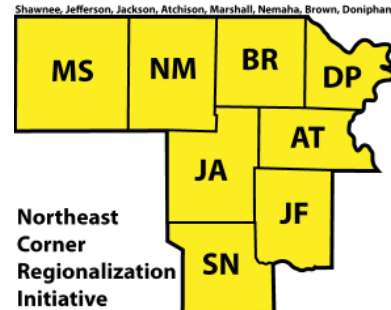 Shawnee, Jefferson, Jackson, Atchison, Marshall, Nemaha, Brown, Doniphan
MS NM BR DP
AT
JA
JF
SN
Northeast
Corner
Regionalization
Initiative